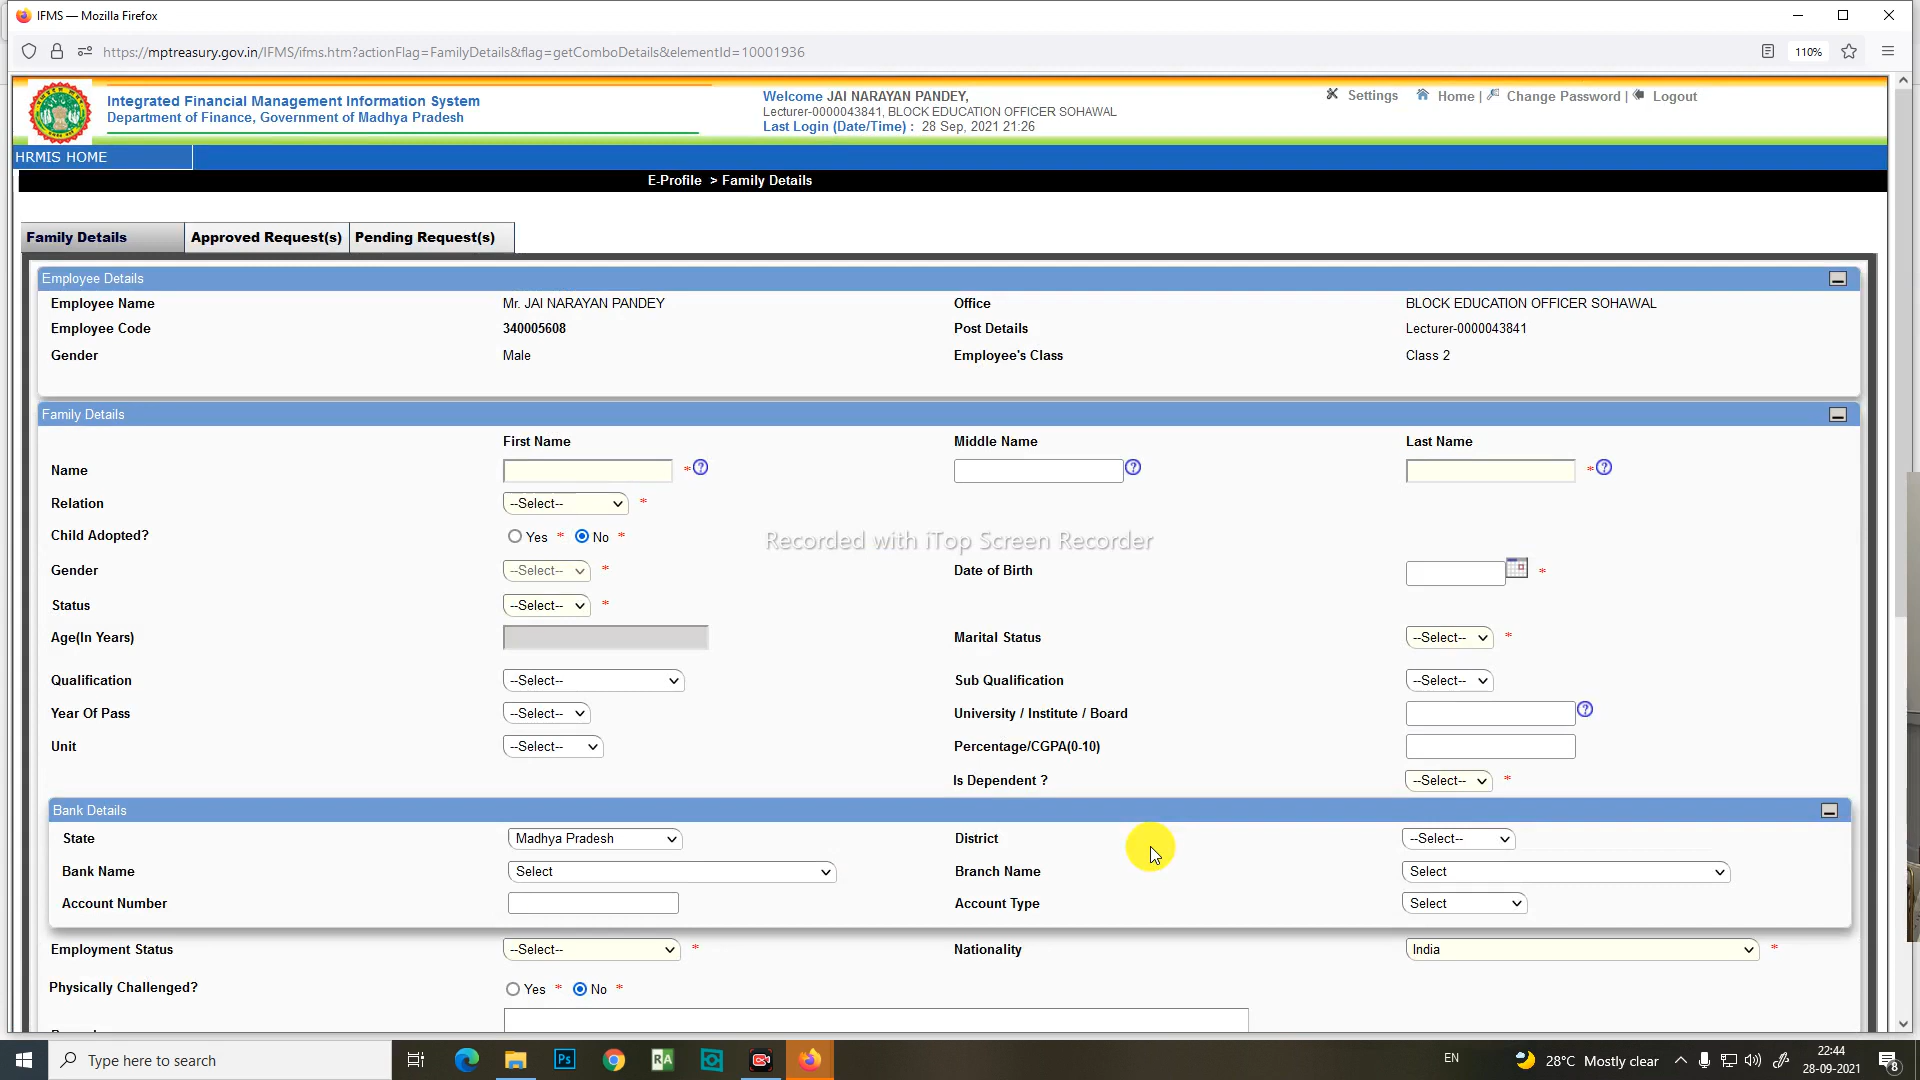 IFMS — Mozilla Firefox
https://mptreasury.gov.in/IFMS/ifms.htm?actionFlag=FamilyDetails&flag=getComboDetails&elementId=10001936
110%
Integrated Financial Management Information System
Department of Finance, Government of Madhya Pradesh
Welcome JAI NARAYAN PANDEY,
Lecturer-0000043841, BLOCK EDUCATION OFFICER SOHAWAL
Last Login (Date/Time) : 28 Sep, 2021 21:26
Settings Home | Change Password | Logout
HRMIS HOME
E-Profile > Family Details
Family Details Approved Request(s) Pending Request(s)
Employee Details
Employee Name Mr. JAI NARAYAN PANDEY Office BLOCK EDUCATION OFFICER SOHAWAL
Employee Code 340005608 Post Details Lecturer-0000043841
Gender Male Employee's Class Class 2
Family Details
First Name Middle Name Last Name
Name * ? ? * ?
Relation --Select-- *
Child Adopted? Yes * No *
Recorded with iTop Screen Recorder
Gender --Select-- * Date of Birth *
Status --Select-- *
Age(In Years) Marital Status --Select-- *
Qualification --Select-- Sub Qualification --Select--
Year Of Pass --Select-- University / Institute / Board ?
Unit --Select-- Percentage/CGPA(0-10)
Is Dependent ? --Select-- *
Bank Details
State Madhya Pradesh District --Select--
Bank Name Select Branch Name Select
Account Number Account Type Select
Employment Status --Select-- * Nationality India *
Physically Challenged? Yes * No *
Type here to search
Ps
RA
EN
28°C Mostly clear
22:44
28-09-2021
8